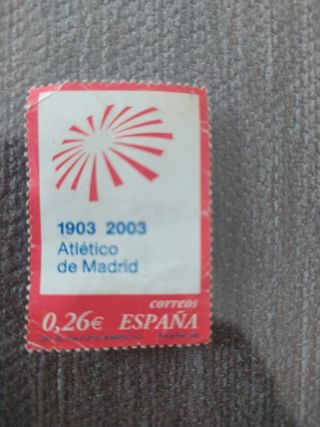 1903 2003
Atlético
de Madrid
correos
0,26€ ESPAÑA